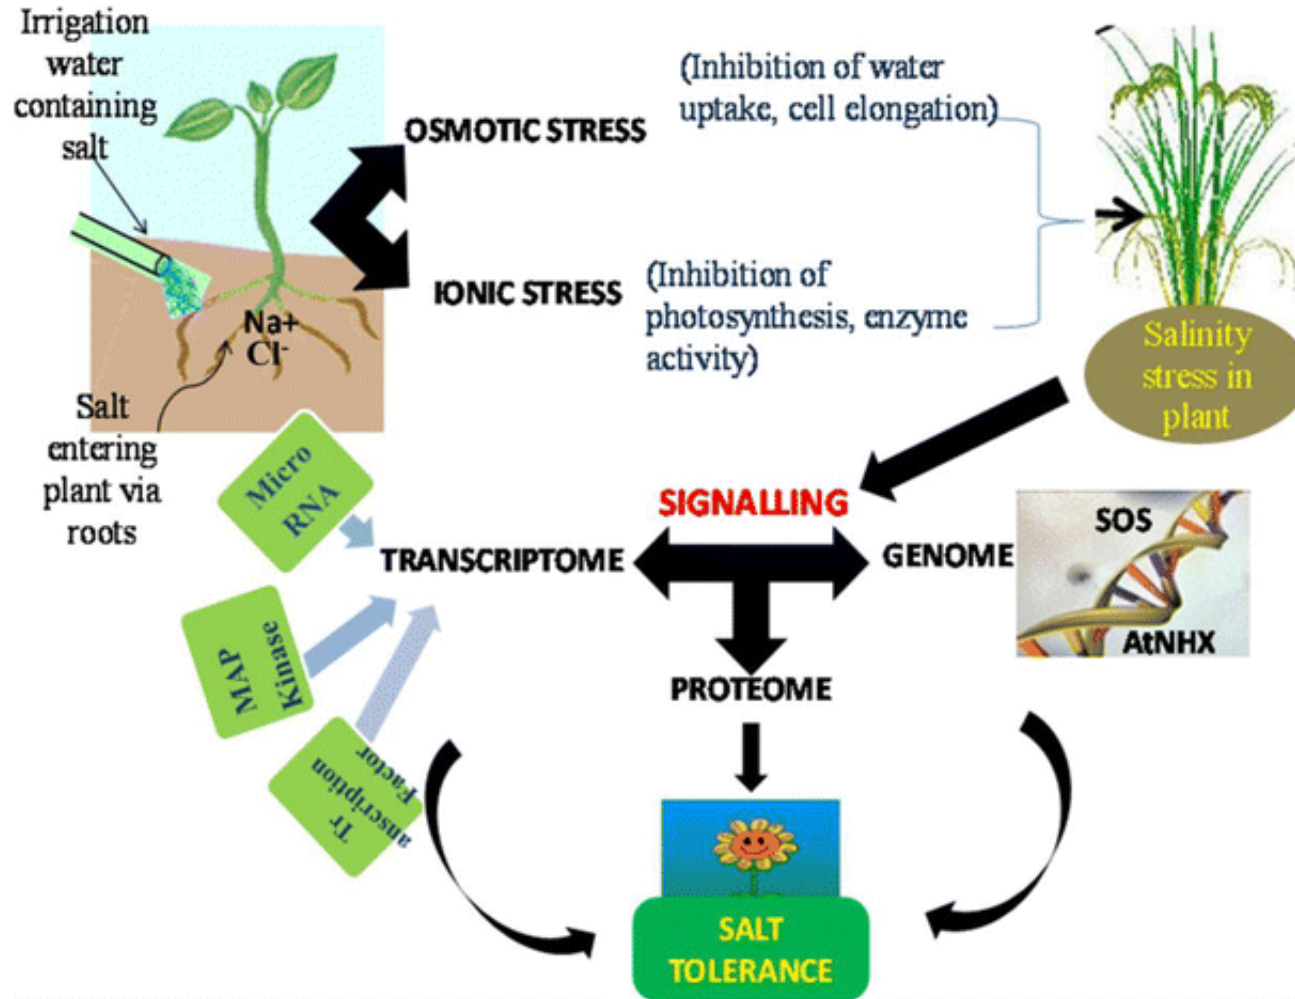 Irrigation
water
containing
salt
OSMOTIC STRESS
(Inhibition of water
uptake, cell elongation)
IONIC STRESS
(Inhibition of
photosynthesis, enzyme
activity)
Na+
Cl-
Salt
entering
plant via
roots
Salinity
stress in
plant
Micro
RNA
SIGNALLING
TRANSCRIPTOME
GENOME
SOS
AtNHX
MAP
Kinase
PROTEOME
Tr
anscription
Factor
SALT
TOLERANCE